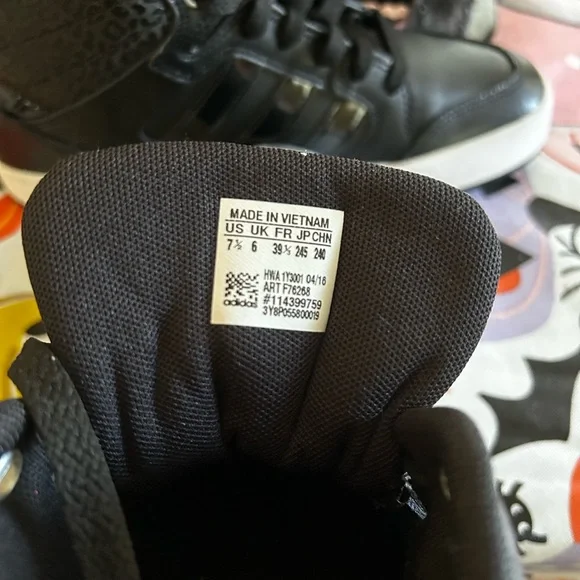 MADE IN VIETNAM
US UK FR JP CHN
7½ 6 39⅓ 245 240
HWA 1Y3001 04/16
ART F76268
adidas #114399759
3Y8P055800019